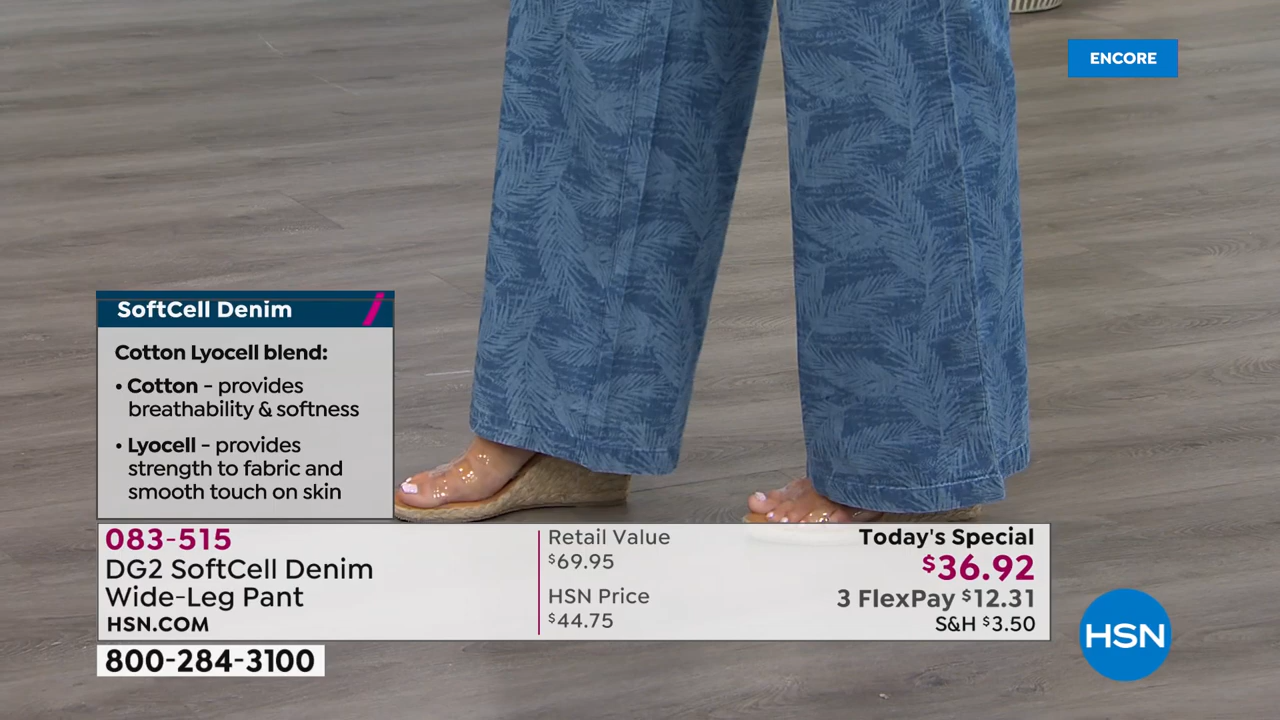 ENCORE
SoftCell Denim
Cotton Lyocell blend:
• Cotton - provides
breathability & softness
• Lyocell - provides
strength to fabric and
smooth touch on skin
083-515
DG2 SoftCell Denim
Wide-Leg Pant
HSN.COM
Retail Value
$69.95
HSN Price
$44.75
Today's Special
$36.92
3 FlexPay $12.31
S&H $3.50
800-284-3100
HSN